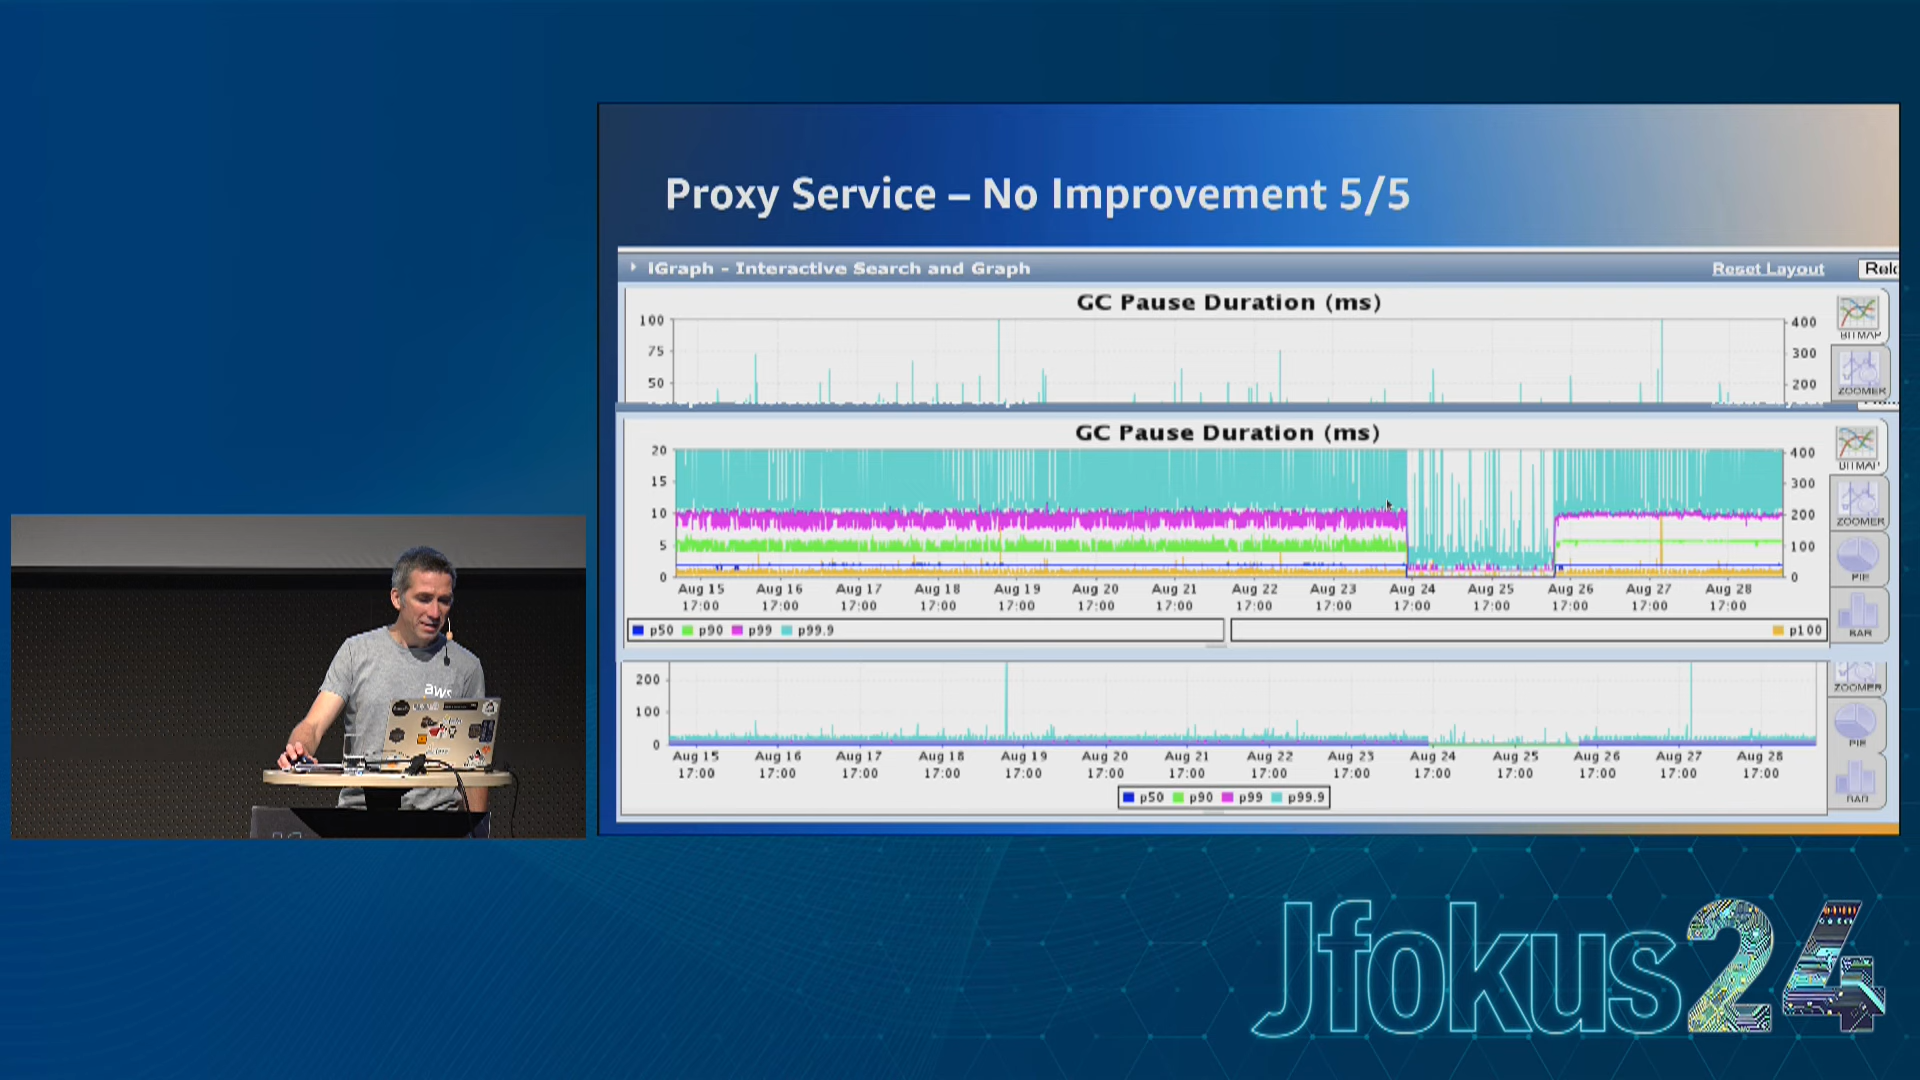 Proxy Service – No Improvement 5/5
iGraph - Interactive Search and Graph
Reset Layout
GC Pause Duration (ms)
100
75
50
400
300
200
BITMAP
ZOOMER
GC Pause Duration (ms)
20
15
10
5
0
400
300
200
100
0
BITMAP
ZOOMER
PIE
BAR
Aug 15 Aug 16 Aug 17 Aug 18 Aug 19 Aug 20 Aug 21 Aug 22 Aug 23 Aug 24 Aug 25 Aug 26 Aug 27 Aug 28
17:00 17:00 17:00 17:00 17:00 17:00 17:00 17:00 17:00 17:00 17:00 17:00 17:00 17:00
p50 p90 p99 p99.9
p100
200
100
0
ZOOMER
PIE
BAR
Aug 15 Aug 16 Aug 17 Aug 18 Aug 19 Aug 20 Aug 21 Aug 22 Aug 23 Aug 24 Aug 25 Aug 26 Aug 27 Aug 28
17:00 17:00 17:00 17:00 17:00 17:00 17:00 17:00 17:00 17:00 17:00 17:00 17:00 17:00
p50 p90 p99 p99.9
aws
Jfokus24